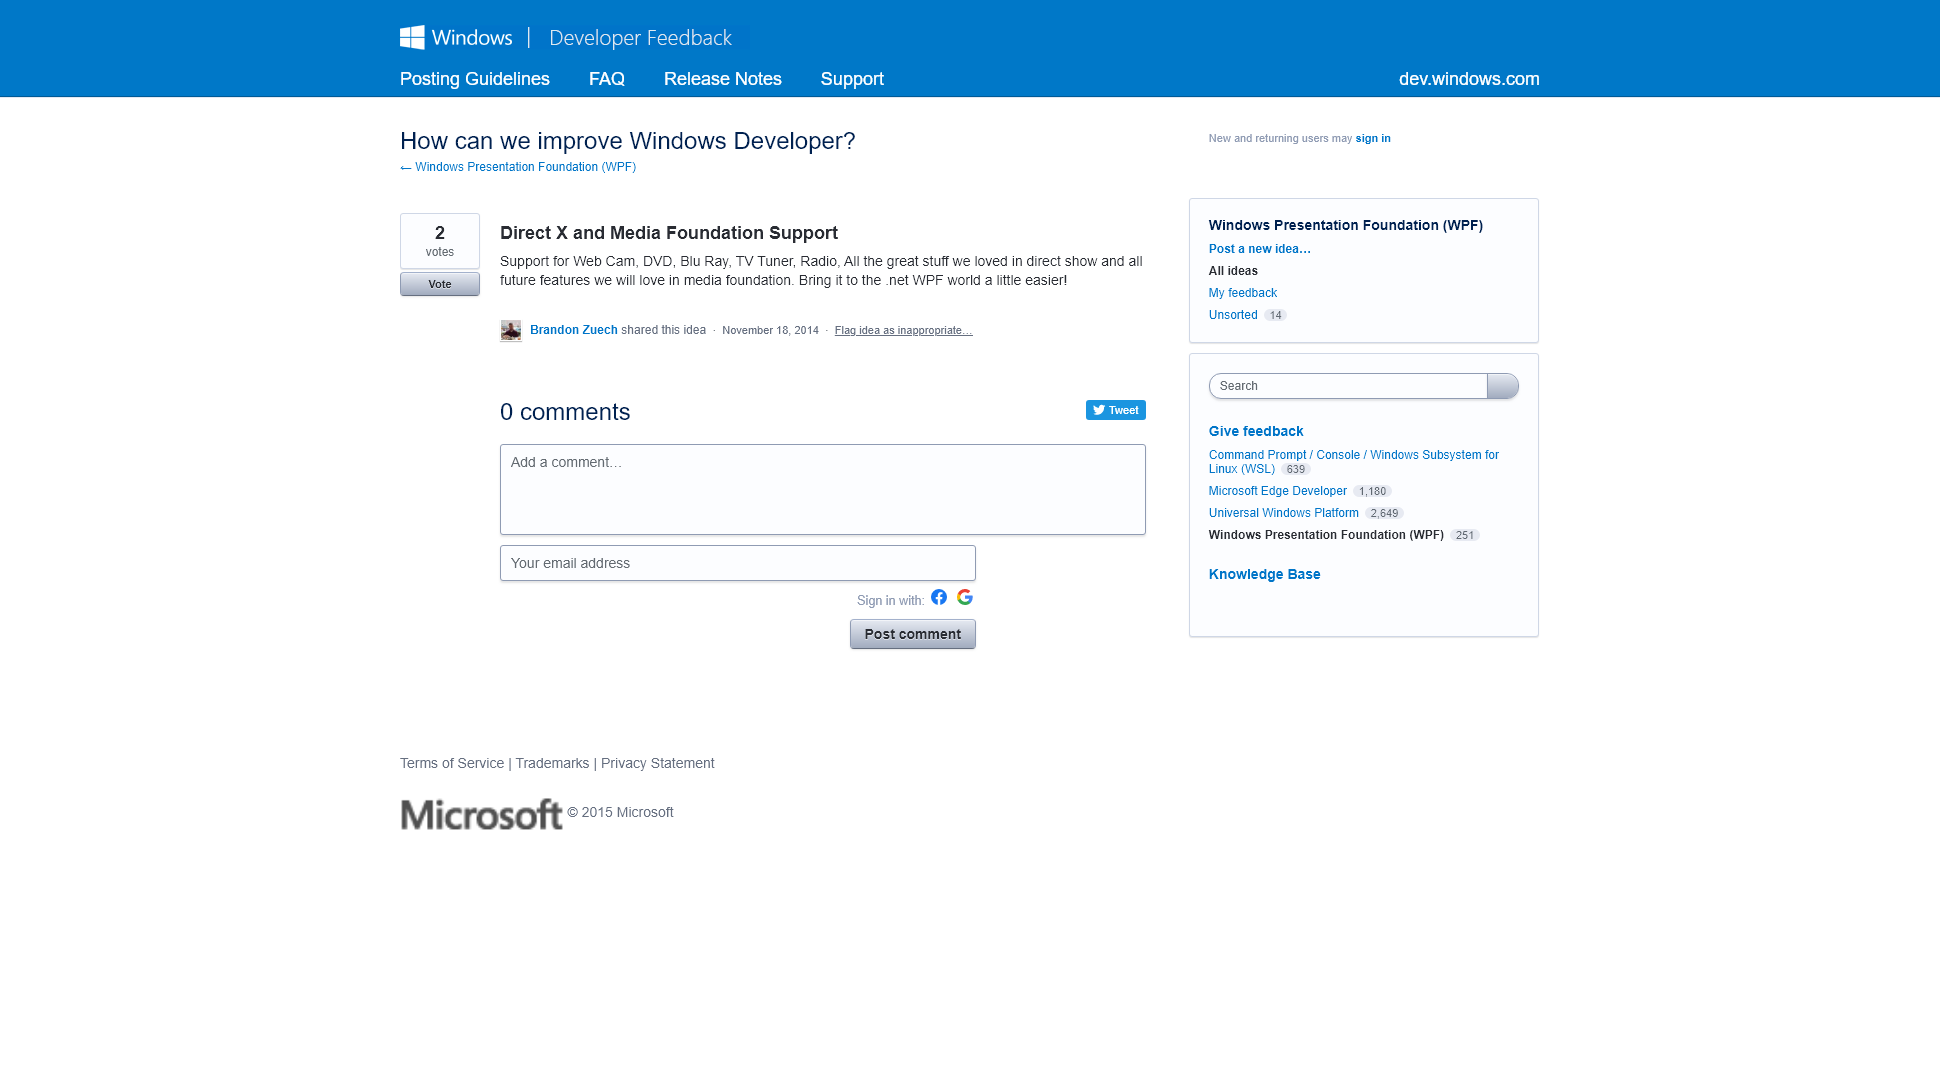 Windows | Developer Feedback
Posting Guidelines FAQ Release Notes Support dev.windows.com
How can we improve Windows Developer?
← Windows Presentation Foundation (WPF)
New and returning users may sign in
2
votes
Vote
Direct X and Media Foundation Support
Support for Web Cam, DVD, Blu Ray, TV Tuner, Radio, All the great stuff we loved in direct show and all
future features we will love in media foundation. Bring it to the .net WPF world a little easier!
Brandon Zuech shared this idea · November 18, 2014 · Flag idea as inappropriate…
0 comments
Tweet
Add a comment…
Your email address
Sign in with:
Post comment
Windows Presentation Foundation (WPF)
Post a new idea…
All ideas
My feedback
Unsorted 14
Search
Give feedback
Command Prompt / Console / Windows Subsystem for
Linux (WSL) 639
Microsoft Edge Developer 1,180
Universal Windows Platform 2,649
Windows Presentation Foundation (WPF) 251
Knowledge Base
Terms of Service | Trademarks | Privacy Statement
Microsoft © 2015 Microsoft